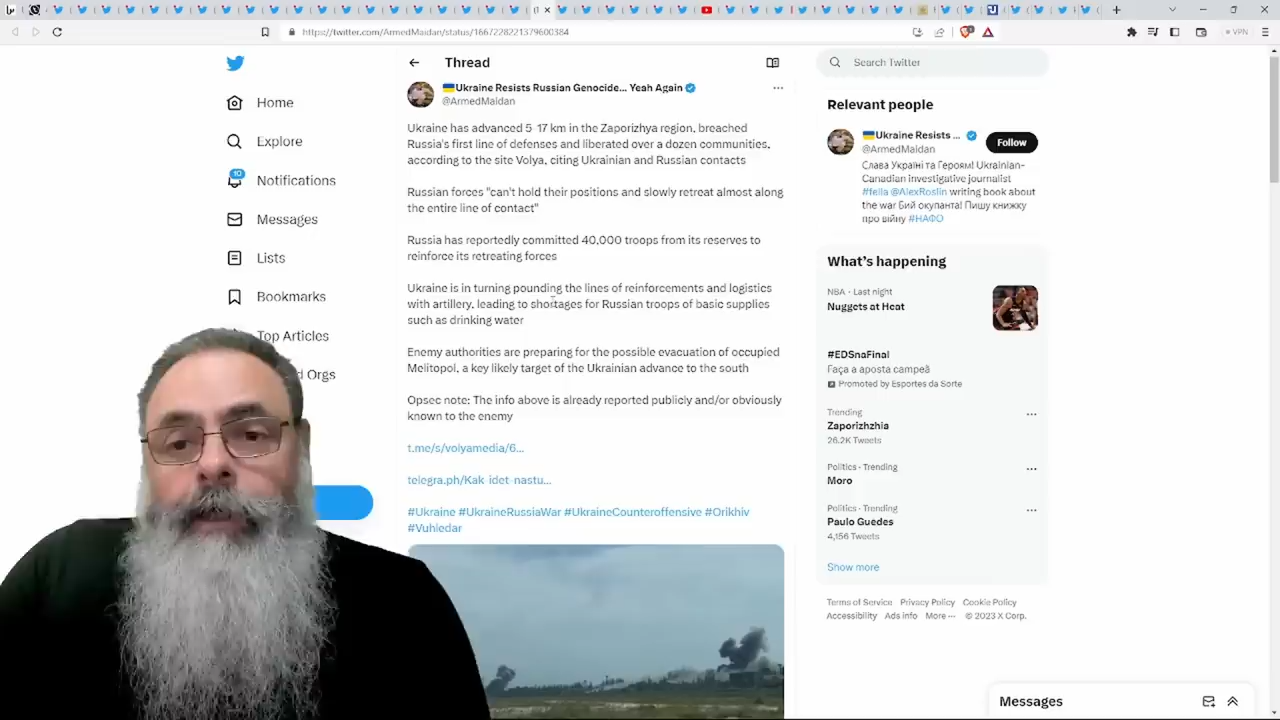 https://twitter.com/ArmedMaidan/status/1667228221379600384
VPN
Home
Explore
10
Notifications
Messages
Lists
Bookmarks
Top Articles
d Orgs
Thread
Ukraine Resists Russian Genocide... Yeah Again
@ArmedMaidan
Ukraine has advanced 5-17 km in the Zaporizhya region, breached
Russia's first line of defenses and liberated over a dozen communities,
according to the site Volya, citing Ukrainian and Russian contacts
Russian forces "can't hold their positions and slowly retreat almost along
the entire line of contact"
Russia has reportedly committed 40,000 troops from its reserves to
reinforce its retreating forces
Ukraine is in turning pounding the lines of reinforcements and logistics
with artillery, leading to shortages for Russian troops of basic supplies
such as drinking water
Enemy authorities are preparing for the possible evacuation of occupied
Melitopol, a key likely target of the Ukrainian advance to the south
Opsec note: The info above is already reported publicly and/or obviously
known to the enemy
t.me/s/volyamedia/6...
telegra.ph/Kak-idet-nastu...
#Ukraine #UkraineRussiaWar #UkraineCounteroffensive #Orikhiv
#Vuhledar
Search Twitter
Relevant people
Ukraine Resists ...
@ArmedMaidan
Follow
Слава Україні та Героям! Ukrainian-
Canadian investigative journalist
#fella @AlexRoslin writing book about
the war Бий окупанта! Пишу книжку
про війну #НАФО
What's happening
NBA · Last night
Nuggets at Heat
#EDSnaFinal
Faça a aposta campeã
Promoted by Esportes da Sorte
Trending
Zaporizhzhia
26.2K Tweets
Politics · Trending
Moro
Politics · Trending
Paulo Guedes
4,156 Tweets
Show more
Terms of Service Privacy Policy Cookie Policy
Accessibility Ads info More ··· © 2023 X Corp.
Messages